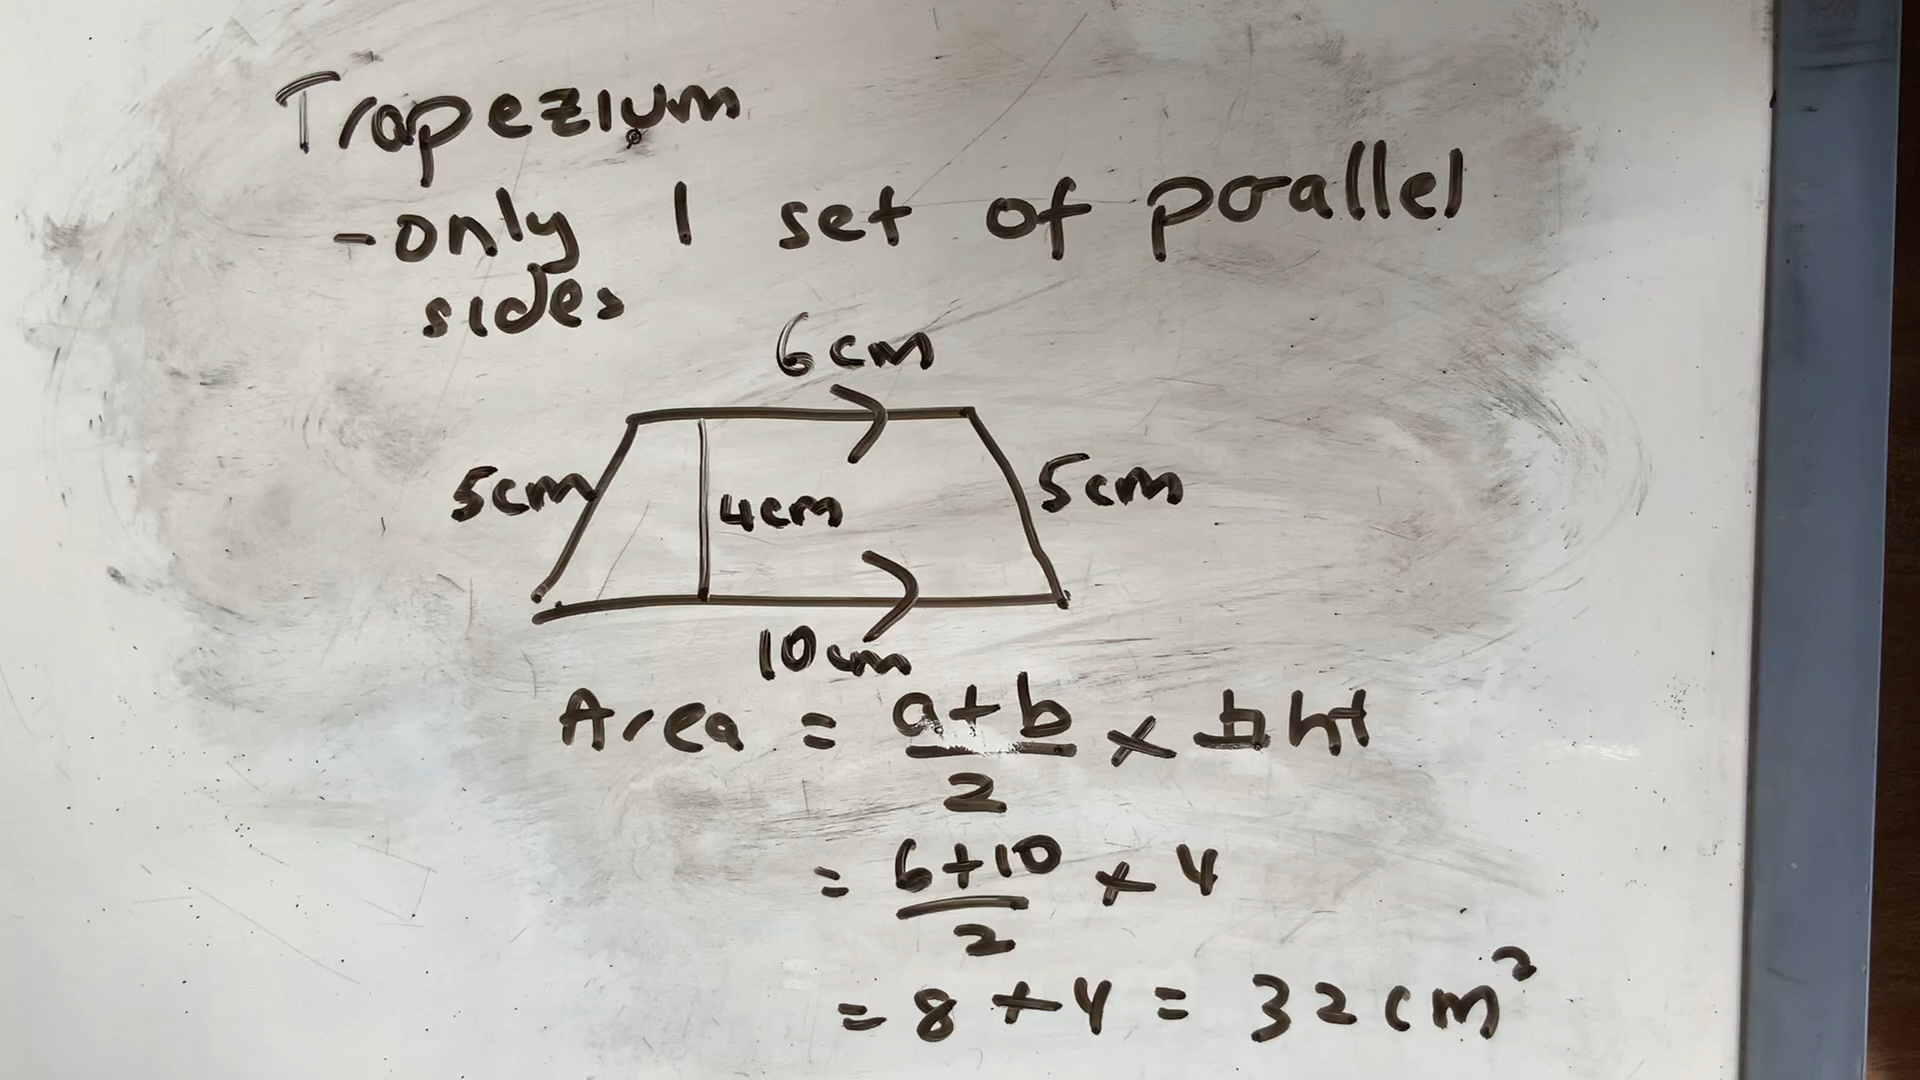 Trapezium
- only 1 set of parallel
sides
6cm
5cm
4cm
5cm
10cm
Area = a+b/2 × ht
= 6+10/2 × 4
= 8 × 4 = 32cm²